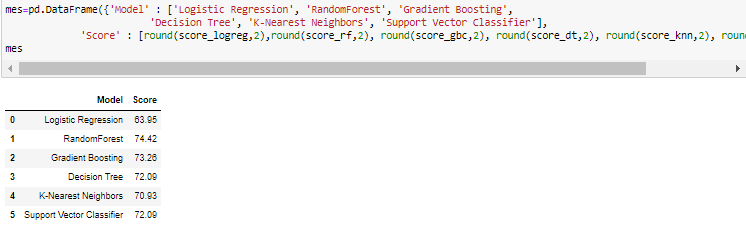 mes=pd.DataFrame({'Model' : ['Logistic Regression', 'RandomForest', 'Gradient Boosting',
'Decision Tree', 'K-Nearest Neighbors', 'Support Vector Classifier'],
'Score' : [round(score_logreg,2),round(score_rf,2), round(score_gbc,2), round(score_dt,2), round(score_knn,2), roun
mes
Model Score
0 Logistic Regression 63.95
1 RandomForest 74.42
2 Gradient Boosting 73.26
3 Decision Tree 72.09
4 K-Nearest Neighbors 70.93
5 Support Vector Classifier 72.09